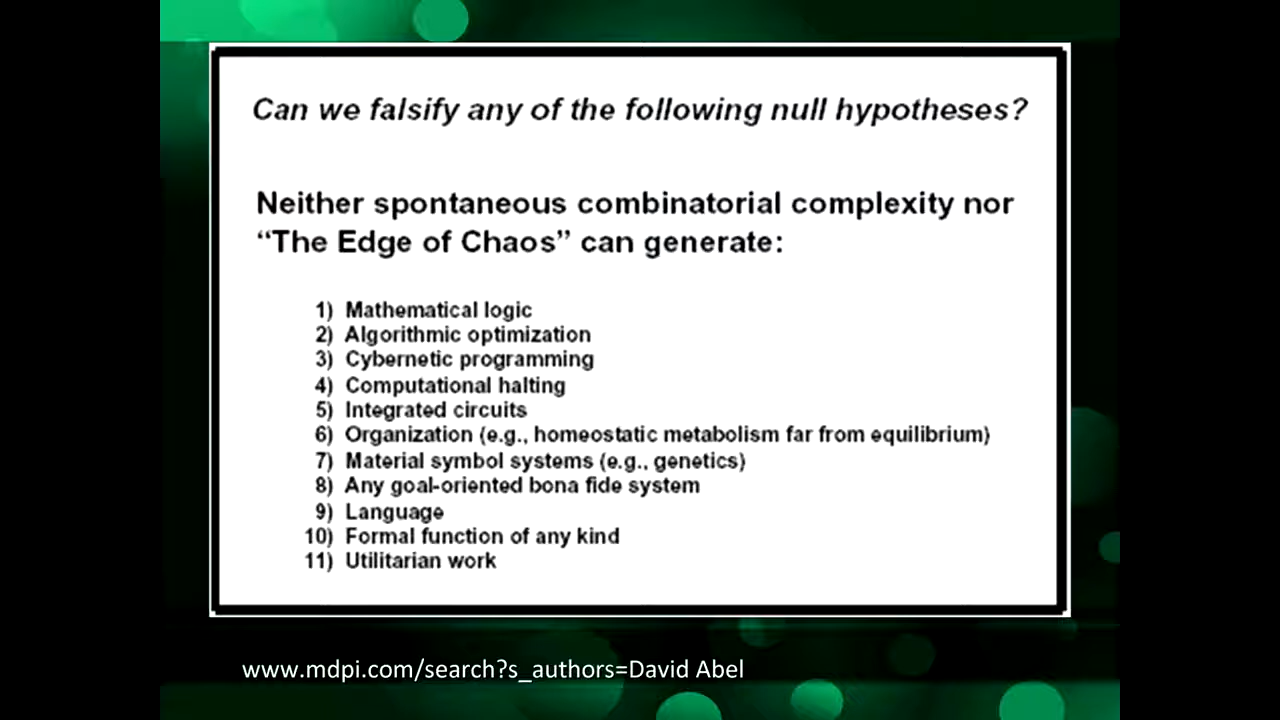 Can we falsify any of the following null hypotheses?
Neither spontaneous combinatorial complexity nor
“The Edge of Chaos” can generate:
1) Mathematical logic
2) Algorithmic optimization
3) Cybernetic programming
4) Computational halting
5) Integrated circuits
6) Organization (e.g., homeostatic metabolism far from equilibrium)
7) Material symbol systems (e.g., genetics)
8) Any goal-oriented bona fide system
9) Language
10) Formal function of any kind
11) Utilitarian work
www.mdpi.com/search?s_authors=David Abel